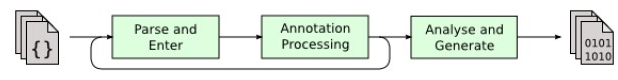 {}
Parse and
Enter
Annotation
Processing
Analyse and
Generate
0101
1010